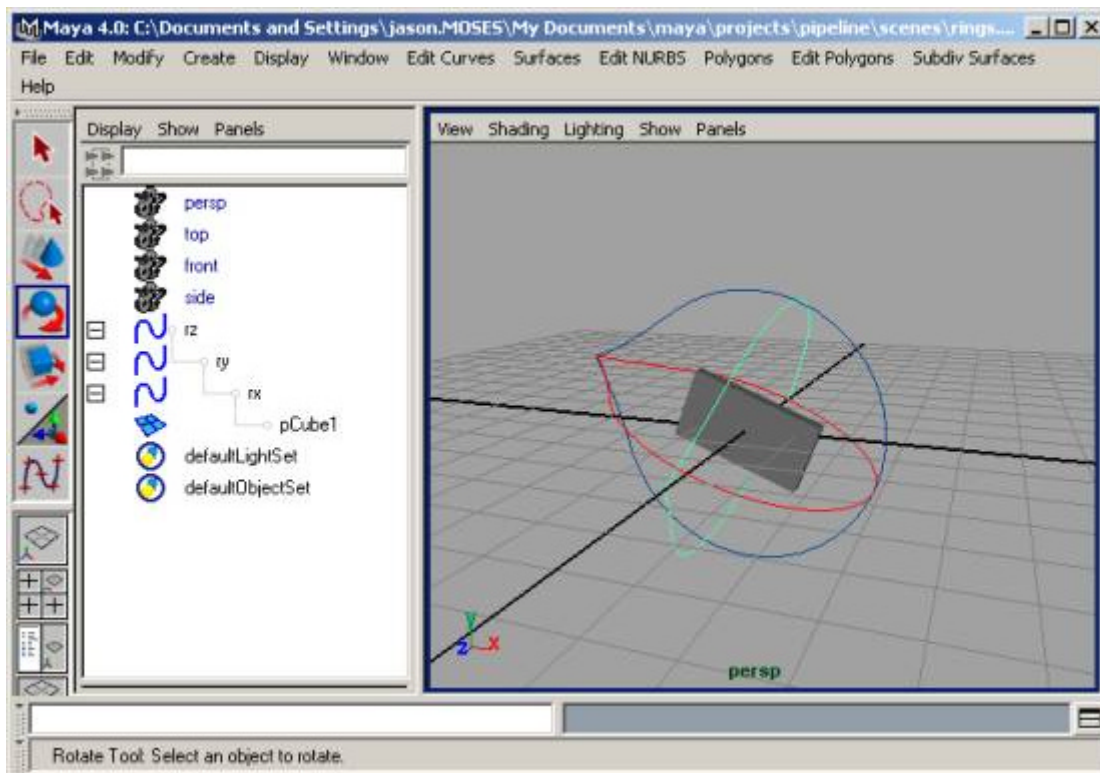 Maya 4.0: C:\Documents and Settings\jason.MOSES\My Documents\maya\projects\pipeline\scenes\rings....
File Edit Modify Create Display Window Edit Curves Surfaces Edit NURBS Polygons Edit Polygons Subdiv Surfaces
Help
Display Show Panels
View Shading Lighting Show Panels
persp
top
front
side
rz
ry
rx
pCube1
defaultLightSet
defaultObjectSet
y
z x
persp
Rotate Tool: Select an object to rotate.